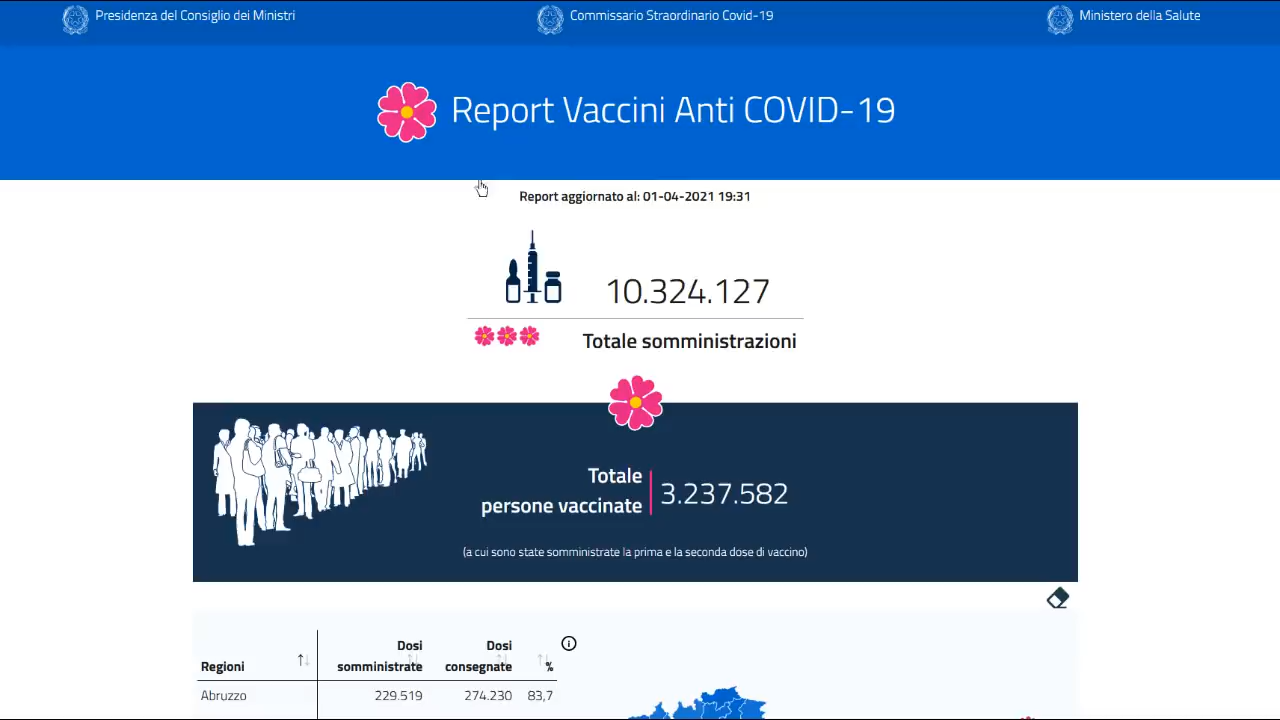 Presidenza del Consiglio dei Ministri
Commissario Straordinario Covid-19
Ministero della Salute
Report Vaccini Anti COVID-19
Report aggiornato al: 01-04-2021 19:31
10.324.127
Totale somministrazioni
Totale
persone vaccinate
3.237.582
(a cui sono state somministrate la prima e la seconda dose di vaccino)
Regioni
Dosi
somministrate
Dosi
consegnate
%
Abruzzo 229.519 274.230 83,7